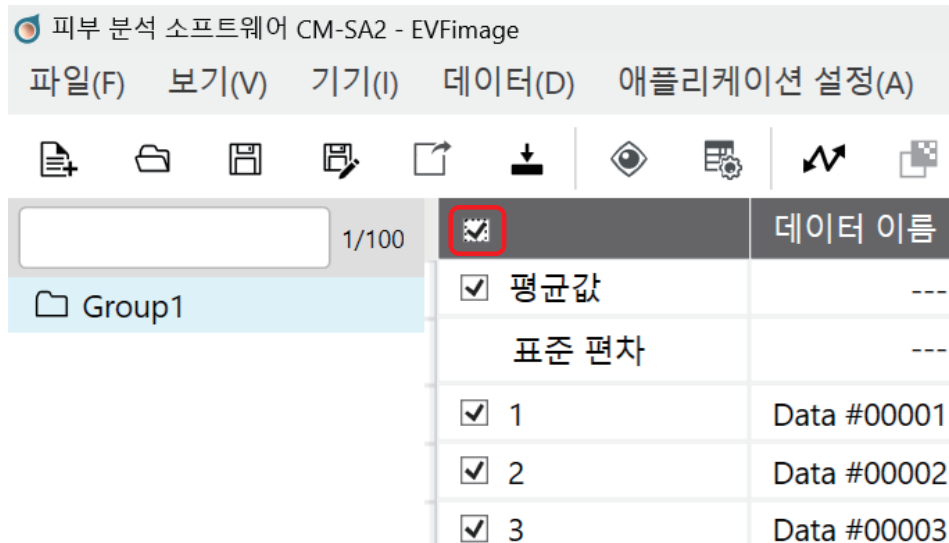 피부 분석 소프트웨어 CM-SA2 - EVFimage
파일(F) 보기(V) 기기(I) 데이터(D) 애플리케이션 설정(A)
1/100
데이터 이름
Group1
평균값 ---
표준 편차 ---
1 Data #00001
2 Data #00002
3 Data #00003